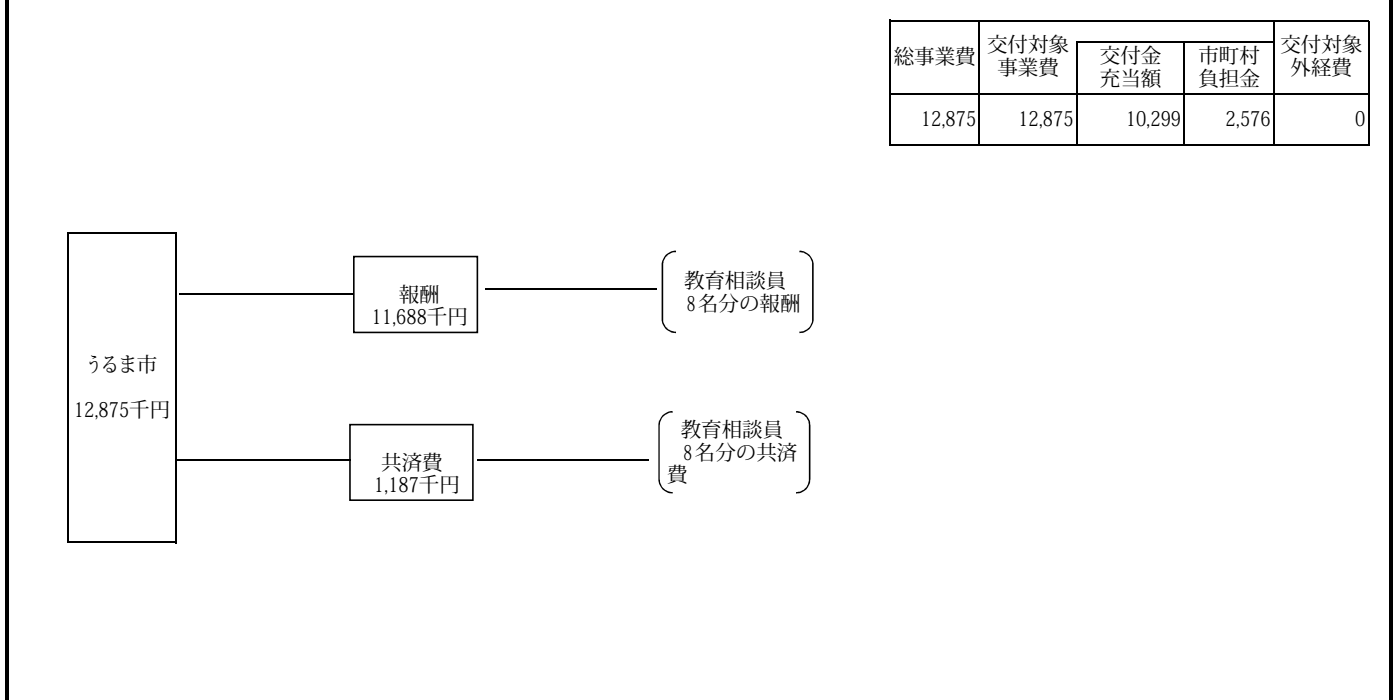 総事業費
交付対象
事業費
交付金
充当額
市町村
負担金
交付対象
外経費
12,875
12,875
10,299
2,576
0
うるま市
12,875千円
報酬
11,688千円
教育相談員
8名分の報酬
共済費
1,187千円
教育相談員
8名分の共済
費